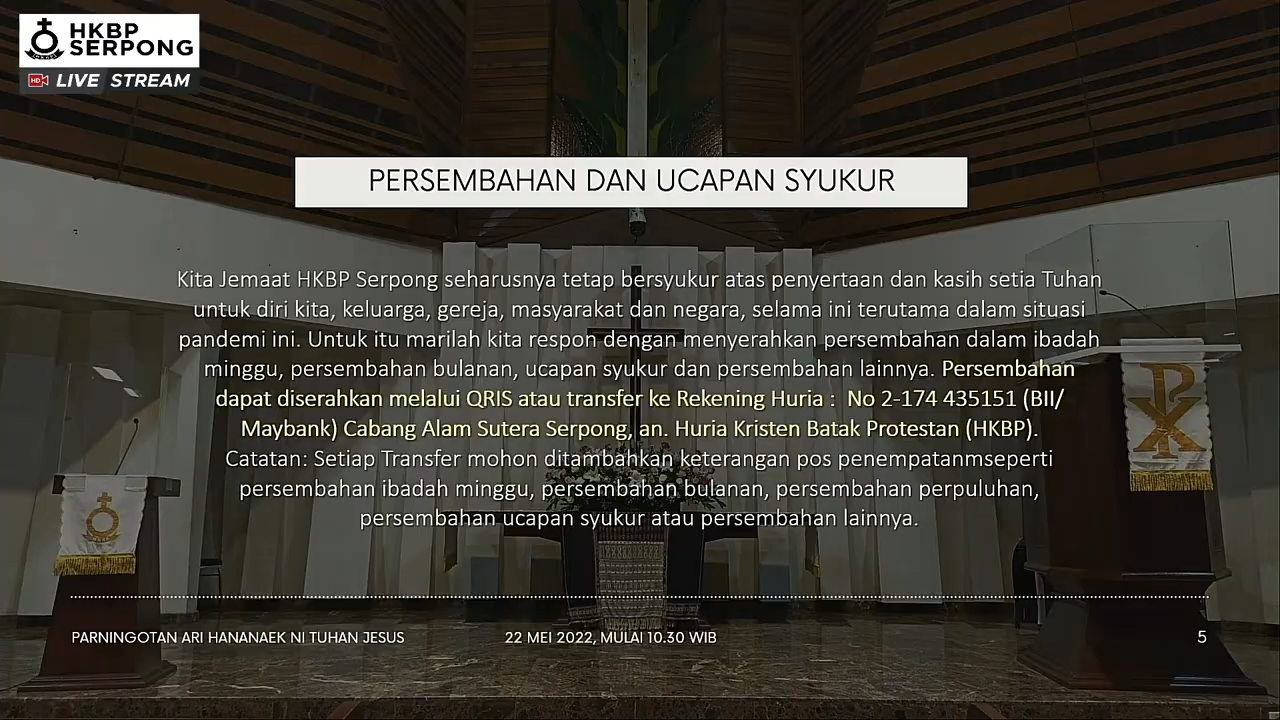 HKBP
SERPONG
HD LIVE STREAM
PERSEMBAHAN DAN UCAPAN SYUKUR
Kita Jemaat HKBP Serpong seharusnya tetap bersyukur atas penyertaan dan kasih setia Tuhan
untuk diri kita, keluarga, gereja, masyarakat dan negara, selama ini terutama dalam situasi
pandemi ini. Untuk itu marilah kita respon dengan menyerahkan persembahan dalam ibadah
minggu, persembahan bulanan, ucapan syukur dan persembahan lainnya. Persembahan
dapat diserahkan melalui QRIS atau transfer ke Rekening Huria :  No 2-174 435151 (BII/
Maybank) Cabang Alam Sutera Serpong, an. Huria Kristen Batak Protestan (HKBP).
Catatan: Setiap Transfer mohon ditambahkan keterangan pos penempatanmseperti
persembahan ibadah minggu, persembahan bulanan, persembahan perpuluhan,
persembahan ucapan syukur atau persembahan lainnya.
PARNINGOTAN ARI HANANAEK NI TUHAN JESUS
22 MEI 2022, MULAI 10.30 WIB
5